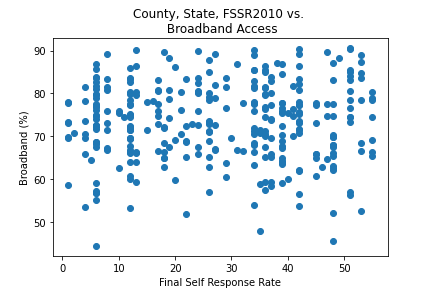 County, State, FSSR2010 vs.
Broadband Access
Broadband (%)
90
80
70
60
50
0 10 20 30 40 50
Final Self Response Rate